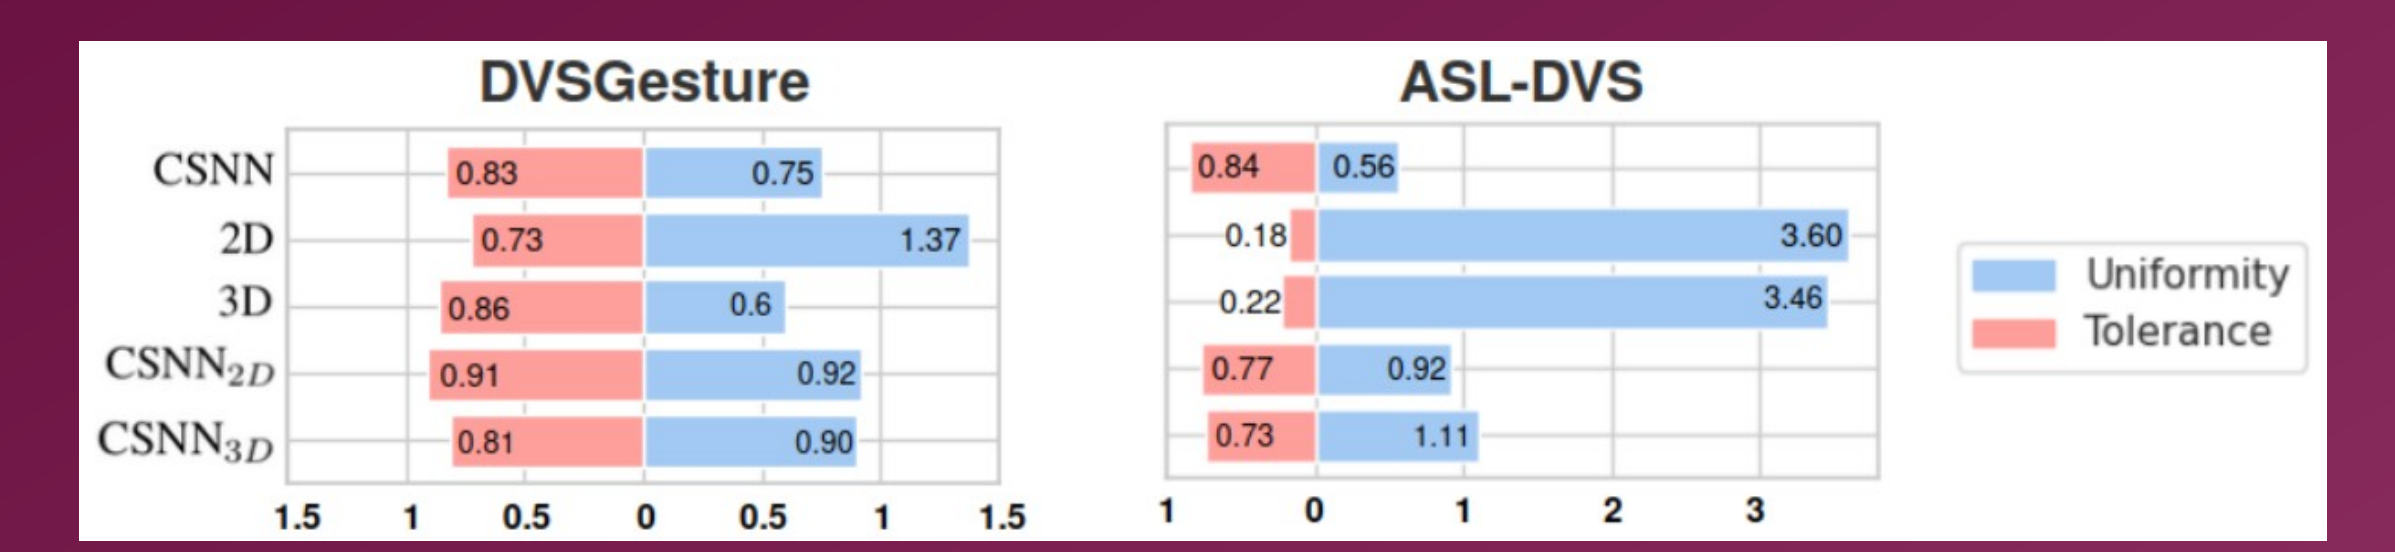 DVSGesture
CSNN 0.83 0.75
2D 0.73 1.37
3D 0.86 0.6
CSNN2D 0.91 0.92
CSNN3D 0.81 0.90
1.5 1 0.5 0 0.5 1 1.5
ASL-DVS
0.84 0.56
0.18 3.60
0.22 3.46
0.77 0.92
0.73 1.11
1 0 1 2 3
Uniformity
Tolerance